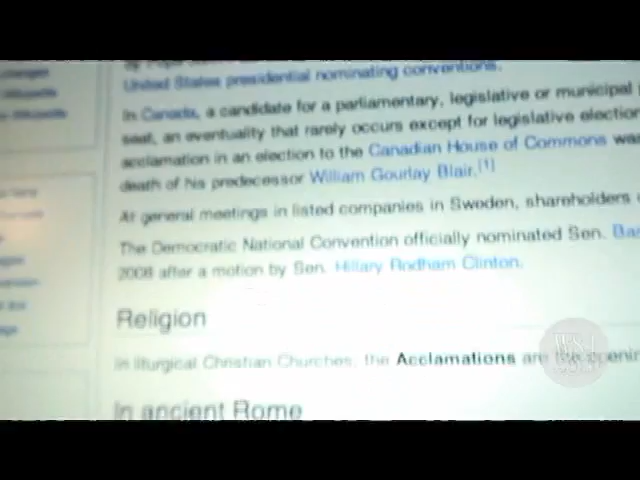 United States presidential nominating conventions.
In Canada, a candidate for a parliamentary, legislative or municipal
seat, an eventuality that rarely occurs except for legislative election
acclamation in an election to the Canadian House of Commons was
death of his predecessor William Gourlay Blair.[1]
At general meetings in listed companies in Sweden, shareholders
The Democratic National Convention officially nominated Sen. Bar
2008 after a motion by Sen. Hillary Rodham Clinton.
Religion
In liturgical Christian Churches, the Acclamations are the openin
In ancient Rome